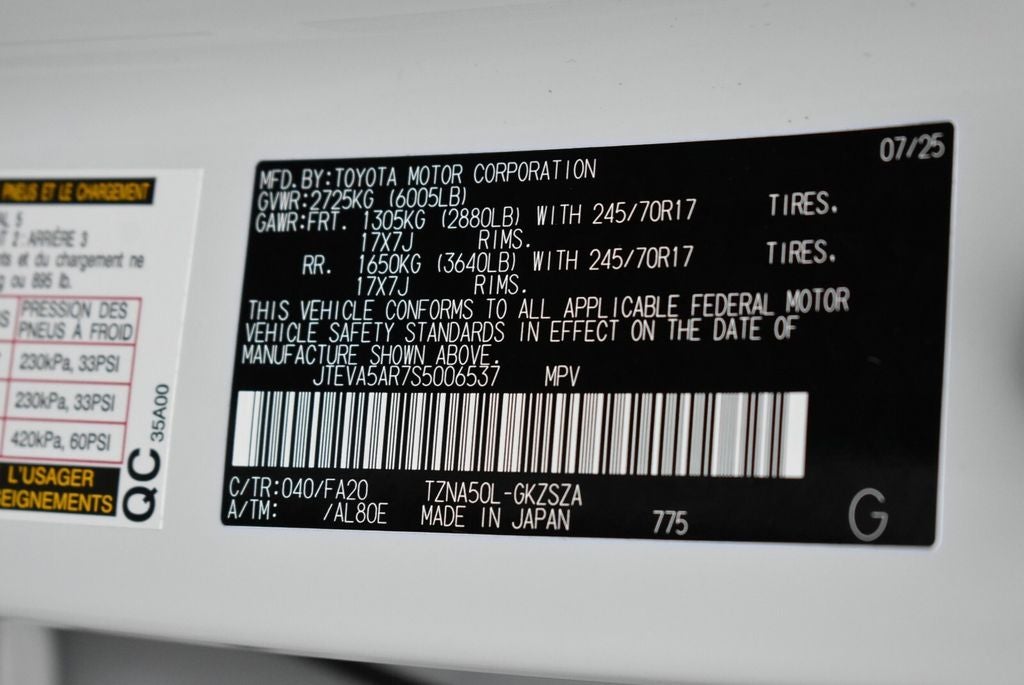 PNEUS ET LE CHARGEMENT
5
2 : ARRIÈRE 3
et du chargement ne
ou 895 lb.
PRESSION DES
PNEUS À FROID
230kPa, 33PSI
230kPa, 33PSI
420kPa, 60PSI
L'USAGER
QC 35A00
07/25
MFD.BY:TOYOTA MOTOR CORPORATION
GVWR:2725KG (6005LB)
GAWR:FRT. 1305KG (2880LB) WITH 245/70R17 TIRES.
17X7J RIMS.
RR. 1650KG (3640LB) WITH 245/70R17 TIRES.
17X7J RIMS.
THIS VEHICLE CONFORMS TO ALL APPLICABLE FEDERAL MOTOR
VEHICLE SAFETY STANDARDS IN EFFECT ON THE DATE OF
MANUFACTURE SHOWN ABOVE.
JTEVA5AR7S5006537 MPV
C/TR:040/FA20 TZNA50L-GKZSZA
A/TM: /AL80E MADE IN JAPAN 775
G